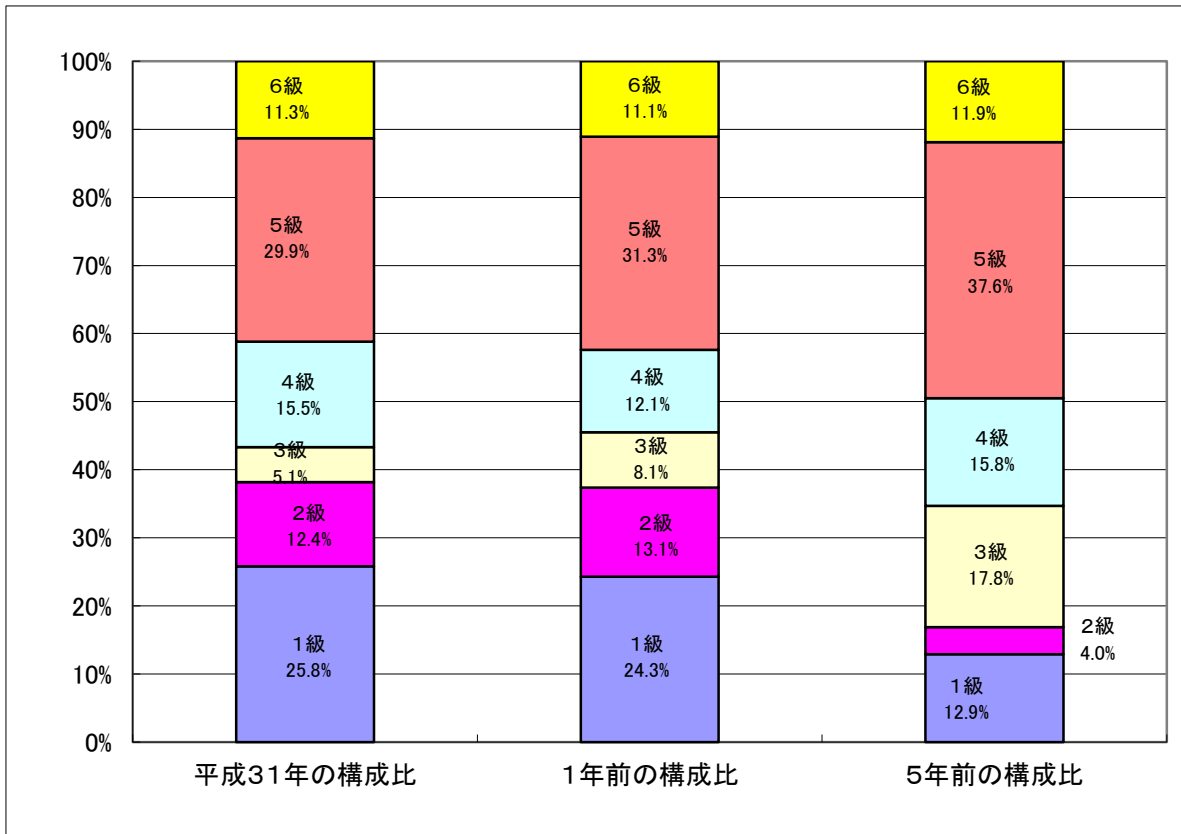 100%
90%
80%
70%
60%
50%
40%
30%
20%
10%
0%
６級
11.3%
５級
29.9%
４級
15.5%
３級
5.1%
２級
12.4%
１級
25.8%
６級
11.1%
５級
31.3%
４級
12.1%
３級
8.1%
２級
13.1%
１級
24.3%
６級
11.9%
５級
37.6%
４級
15.8%
３級
17.8%
２級
4.0%
１級
12.9%
平成31年の構成比
１年前の構成比
５年前の構成比